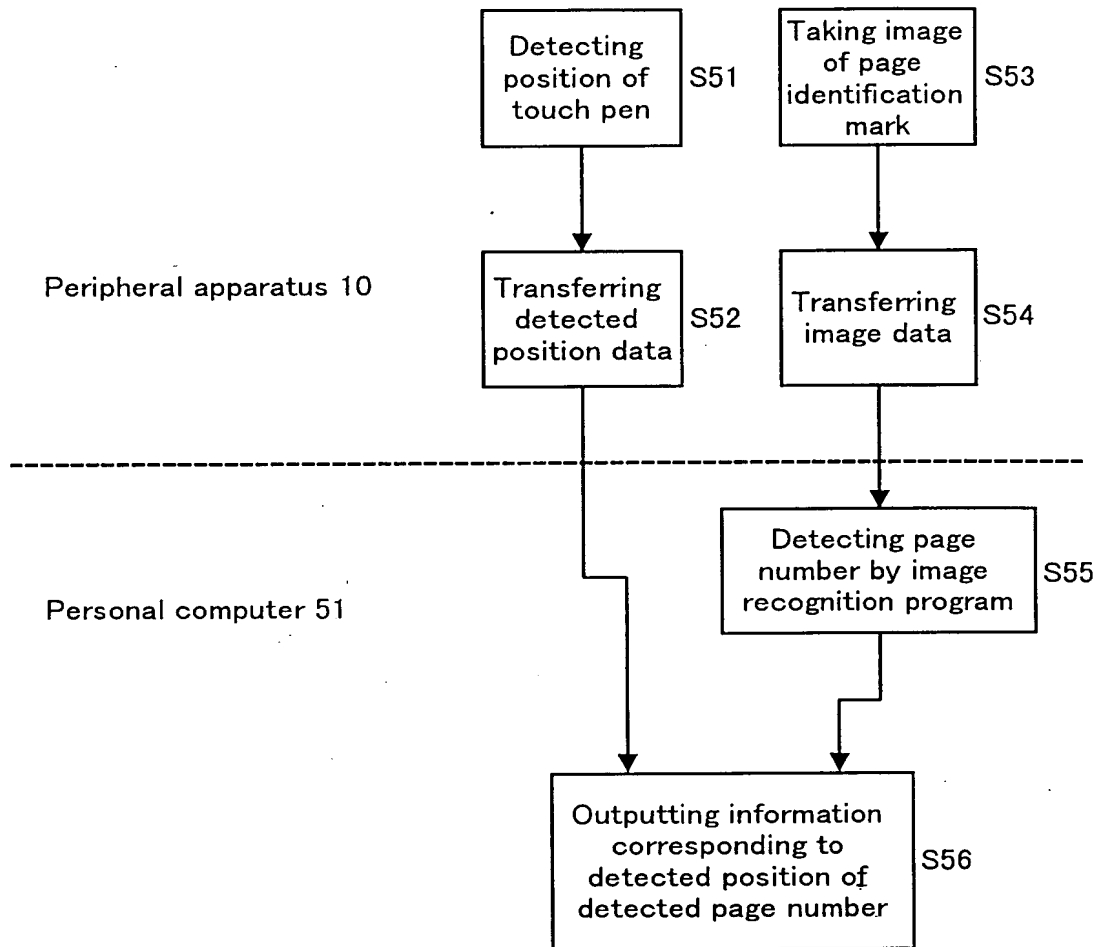 Detecting
position of
touch pen
S51
Taking image
of page
identification
mark
S53
Peripheral apparatus 10
Transferring
detected
position data
S52
Transferring
image data
S54
Personal computer 51
Detecting page
number by image
recognition program
S55
Outputting information
corresponding to
detected position of
detected page number
S56